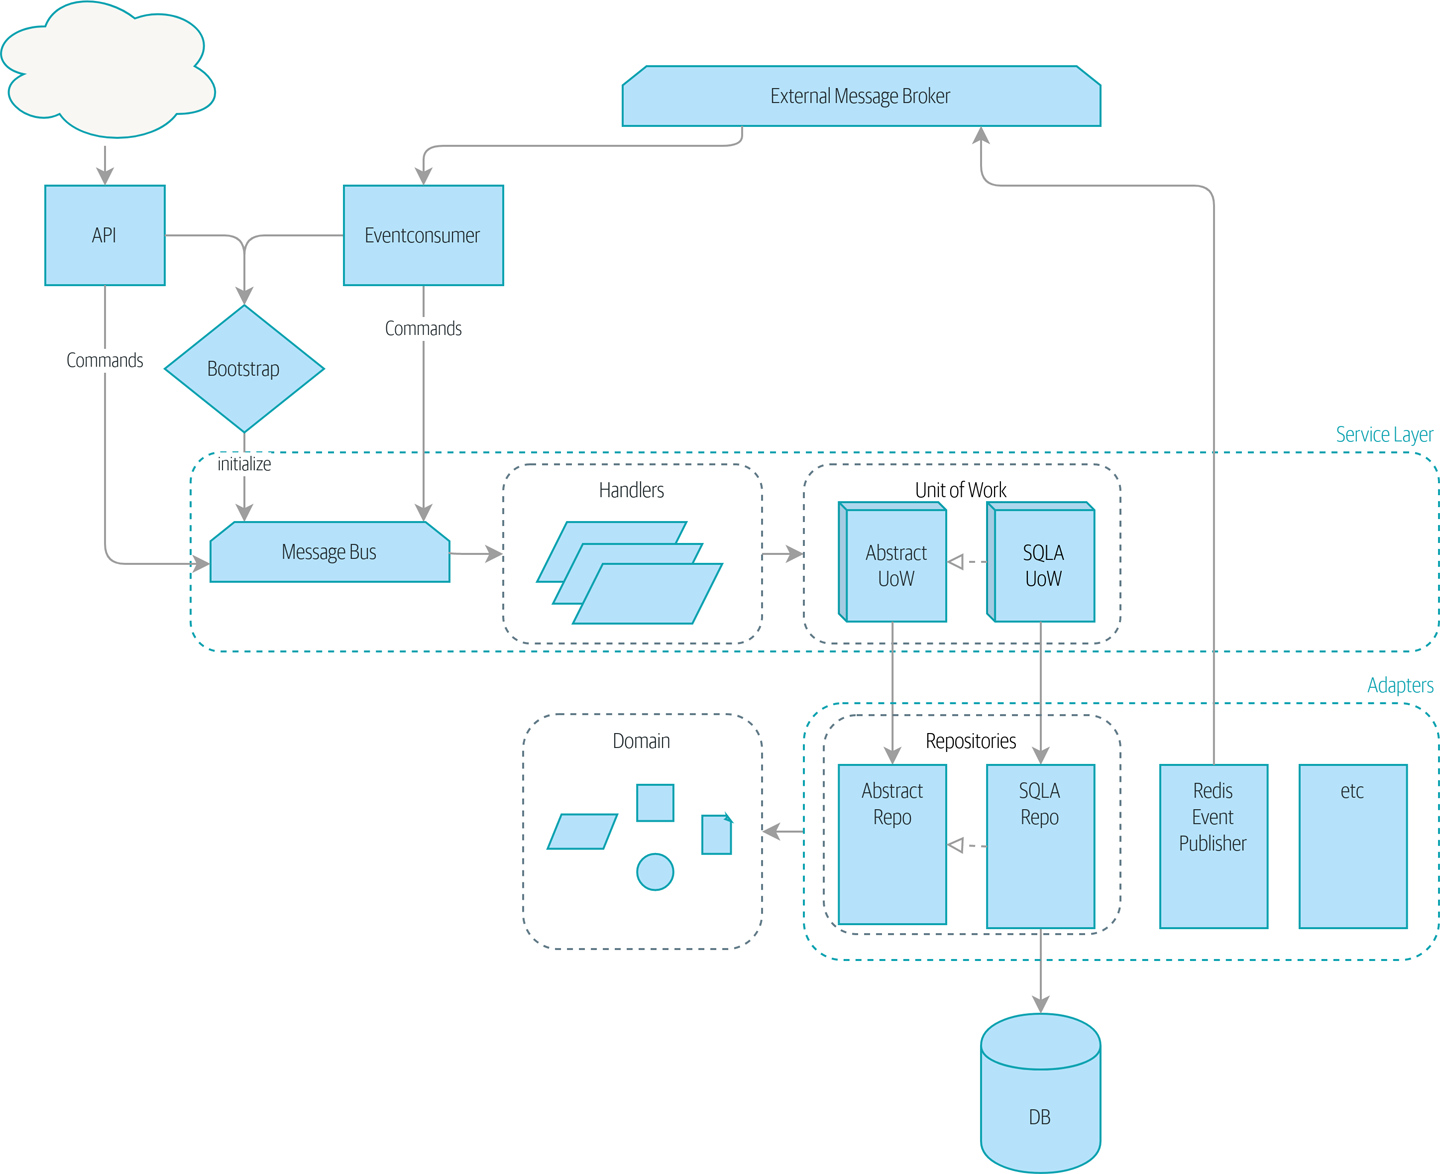 External Message Broker
API
Eventconsumer
Commands
Commands
Bootstrap
Service Layer
initialize
Handlers
Unit of Work
Message Bus
Abstract
UoW
SQLA
UoW
Adapters
Domain
Repositories
Abstract
Repo
SQLA
Repo
Redis
Event
Publisher
etc
DB